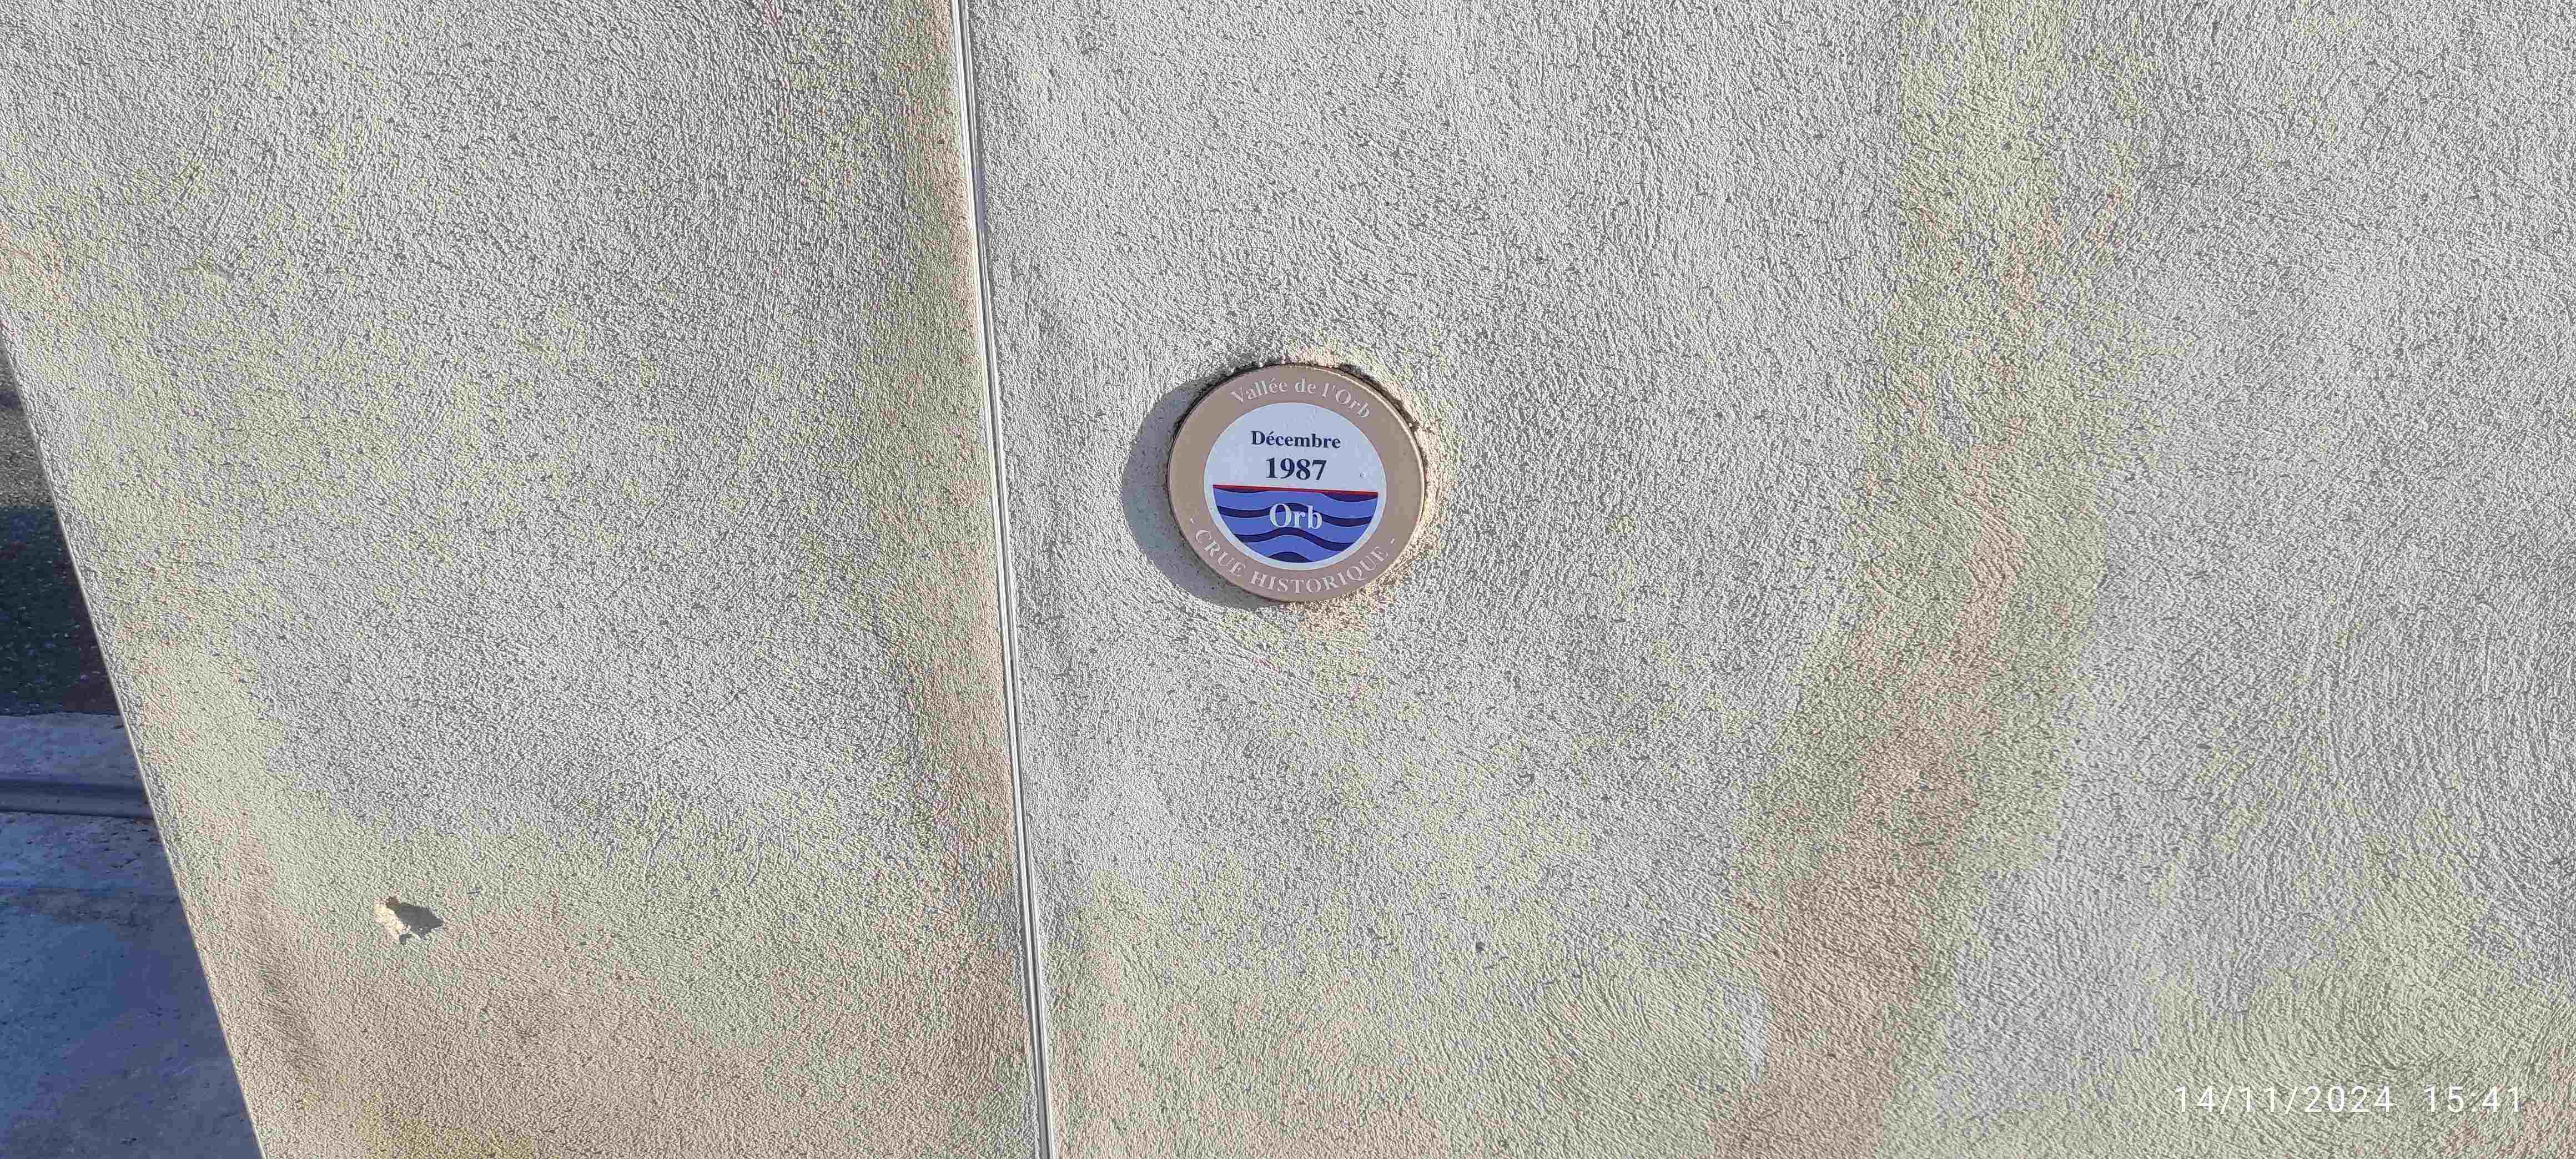 Vallée de l'Orb
Décembre
1987
Orb
- CRUE HISTORIQUE -
14/11/2024 15:41